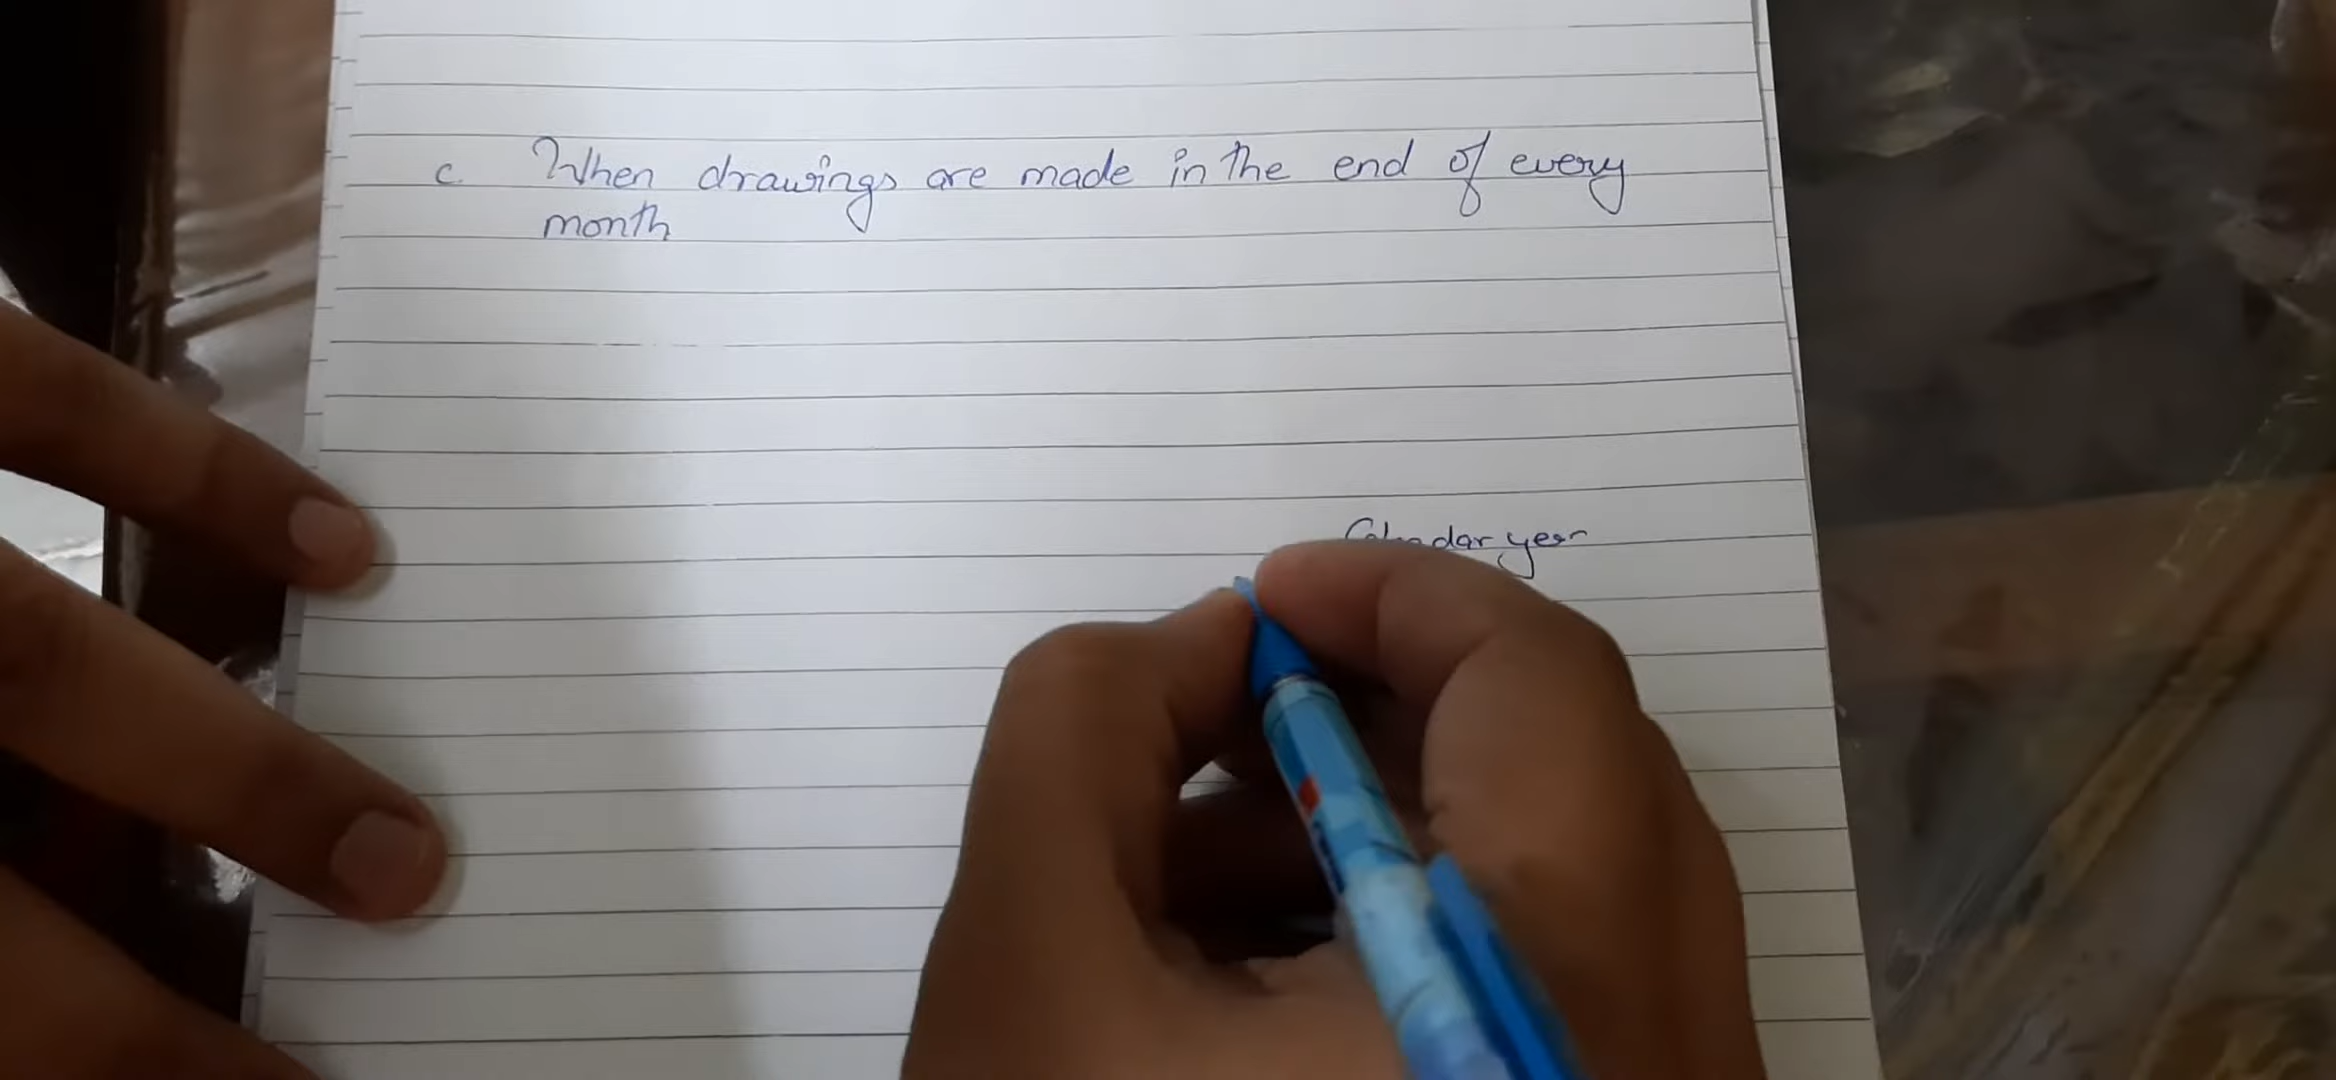 c. When drawings are made in the end of every
month
year